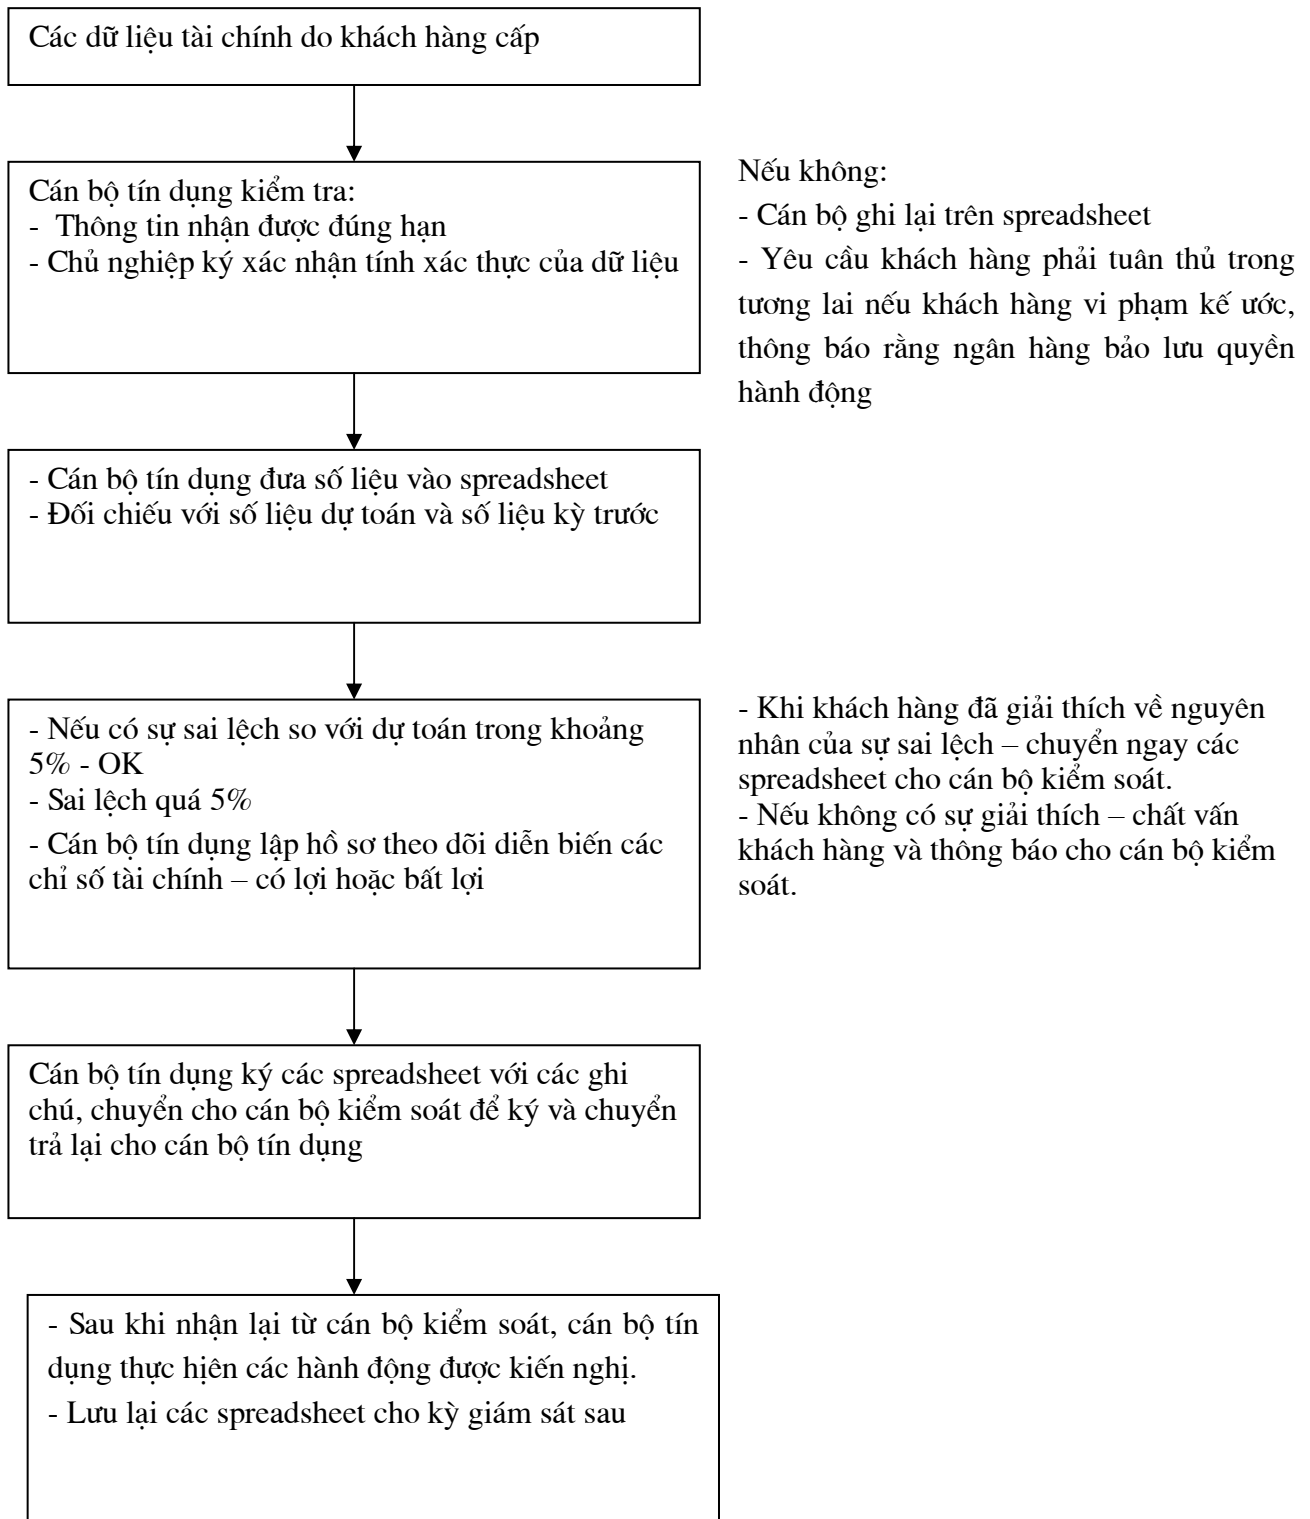 Các dữ liệu tài chính do khách hàng cấp
Cán bộ tín dụng kiểm tra:
- Thông tin nhận được đúng hạn
- Chủ nghiệp ký xác nhận tính xác thực của dữ liệu
Nếu không:
- Cán bộ ghi lại trên spreadsheet
- Yêu cầu khách hàng phải tuân thủ trong
tương lai nếu khách hàng vi phạm kế ước,
thông báo rằng ngân hàng bảo lưu quyền
hành động
- Cán bộ tín dụng đưa số liệu vào spreadsheet
- Đối chiếu với số liệu dự toán và số liệu kỳ trước
- Nếu có sự sai lệch so với dự toán trong khoảng
5% - OK
- Sai lệch quá 5%
- Cán bộ tín dụng lập hồ sơ theo dõi diễn biến các
chỉ số tài chính – có lợi hoặc bất lợi
- Khi khách hàng đã giải thích về nguyên
nhân của sự sai lệch – chuyển ngay các
spreadsheet cho cán bộ kiểm soát.
- Nếu không có sự giải thích – chất vấn
khách hàng và thông báo cho cán bộ kiểm
soát.
Cán bộ tín dụng ký các spreadsheet với các ghi
chú, chuyển cho cán bộ kiểm soát để ký và chuyển
trả lại cho cán bộ tín dụng
- Sau khi nhận lại từ cán bộ kiểm soát, cán bộ tín
dụng thực hịên các hành động được kiến nghị.
- Lưu lại các spreadsheet cho kỳ giám sát sau